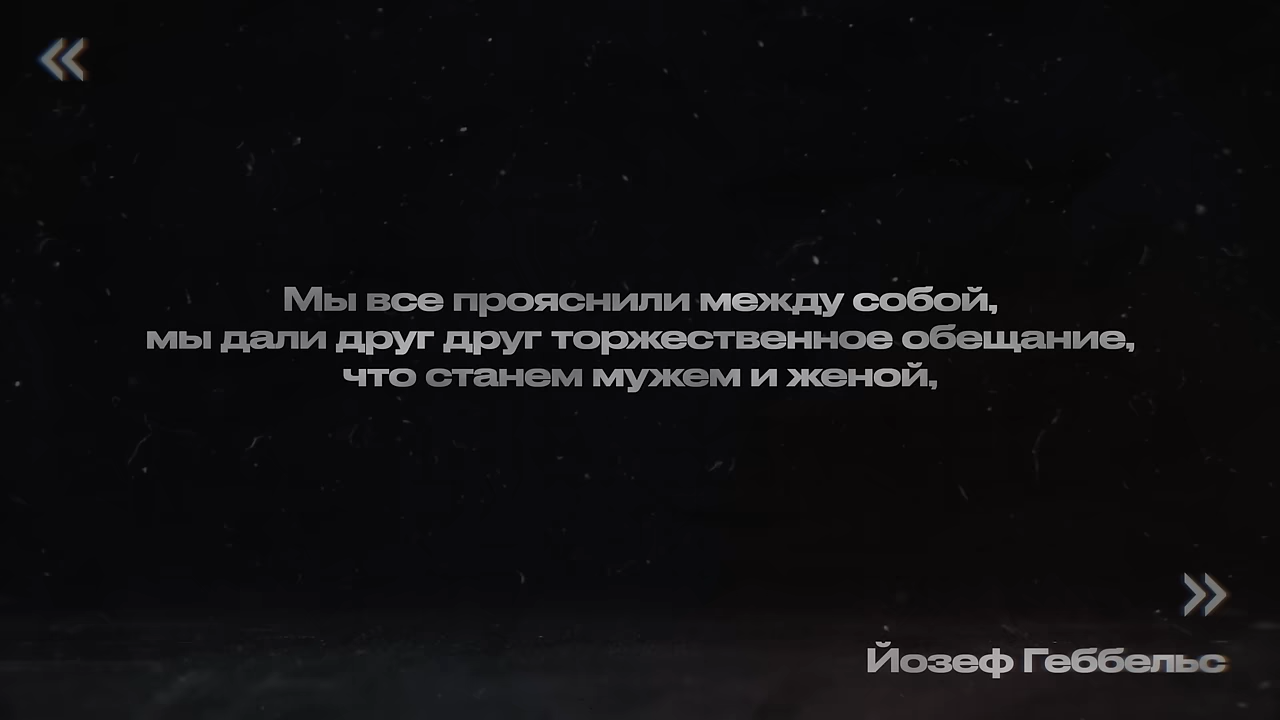 «
Мы все прояснили между собой,
мы дали друг друг торжественное обещание,
что станем мужем и женой,
»
Йозеф Геббельс